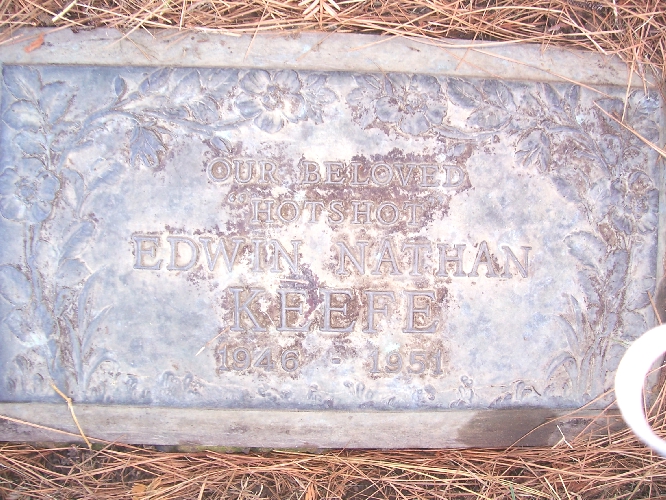 OUR BELOVED
"HOTSHOT"
EDWIN NATHAN
KEEFE
1946 - 1951